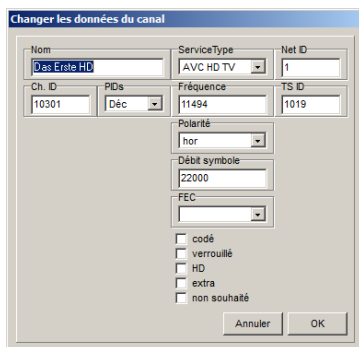 Changer les données du canal
Nom ServiceType Net ID
Das Erste HD AVC HD TV 1
Ch. ID PIDs Fréquence TS ID
10301 Déc 11494 1019
Polarité
hor
Débit symbole
22000
FEC
codé
verrouillé
HD
extra
non souhaité
Annuler OK